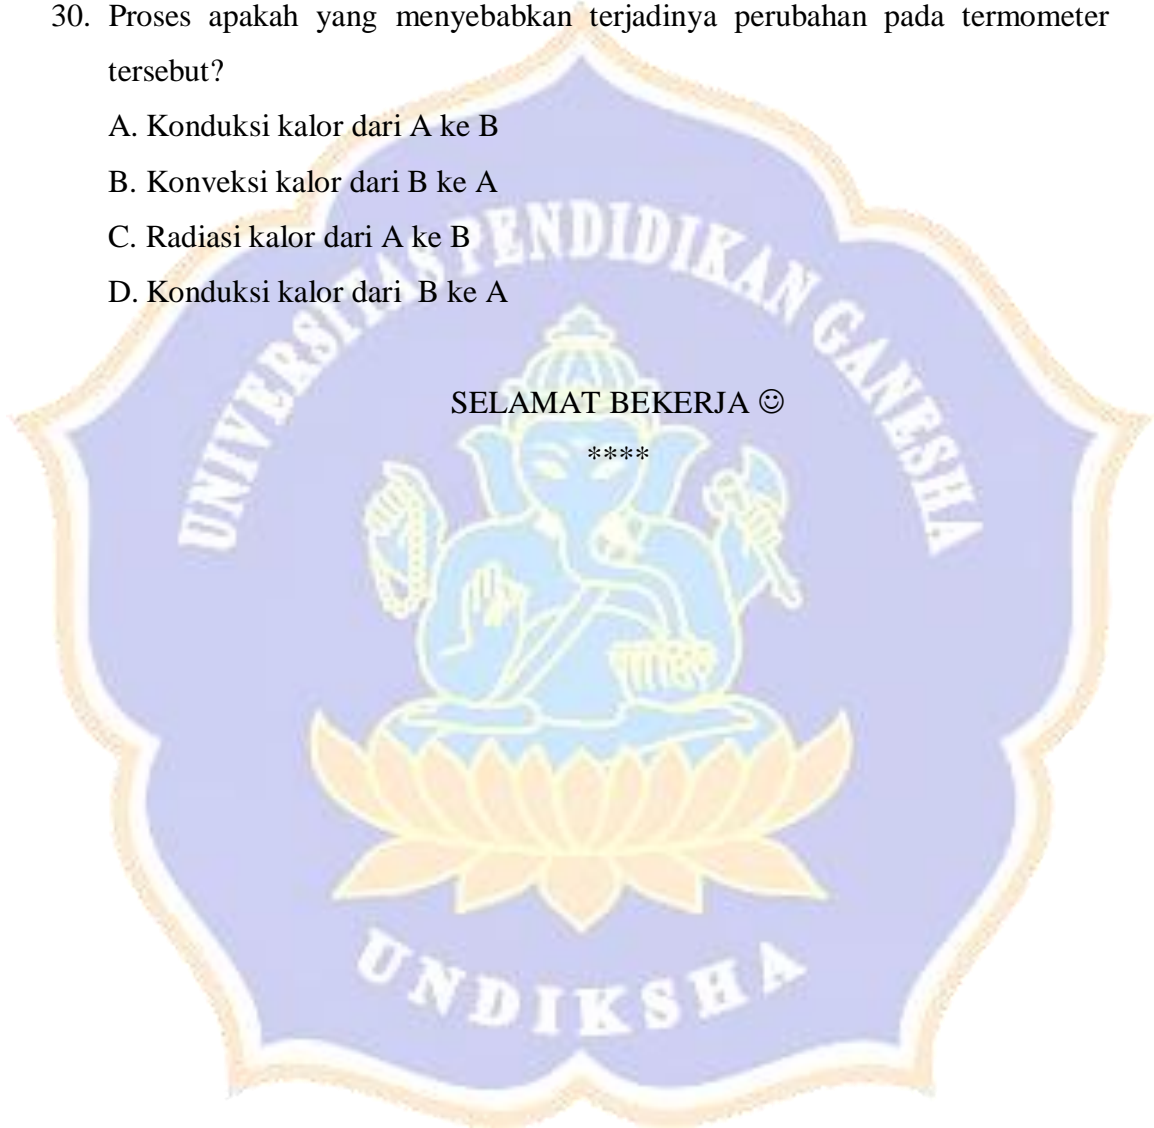 30. Proses apakah yang menyebabkan terjadinya perubahan pada termometer
tersebut?
A. Konduksi kalor dari A ke B
B. Konveksi kalor dari B ke A
C. Radiasi kalor dari A ke B
D. Konduksi kalor dari B ke A
UNIVERSITAS PENDIDIKAN GANESHA
SELAMAT BEKERJA ☺
****
UNDIKSHA